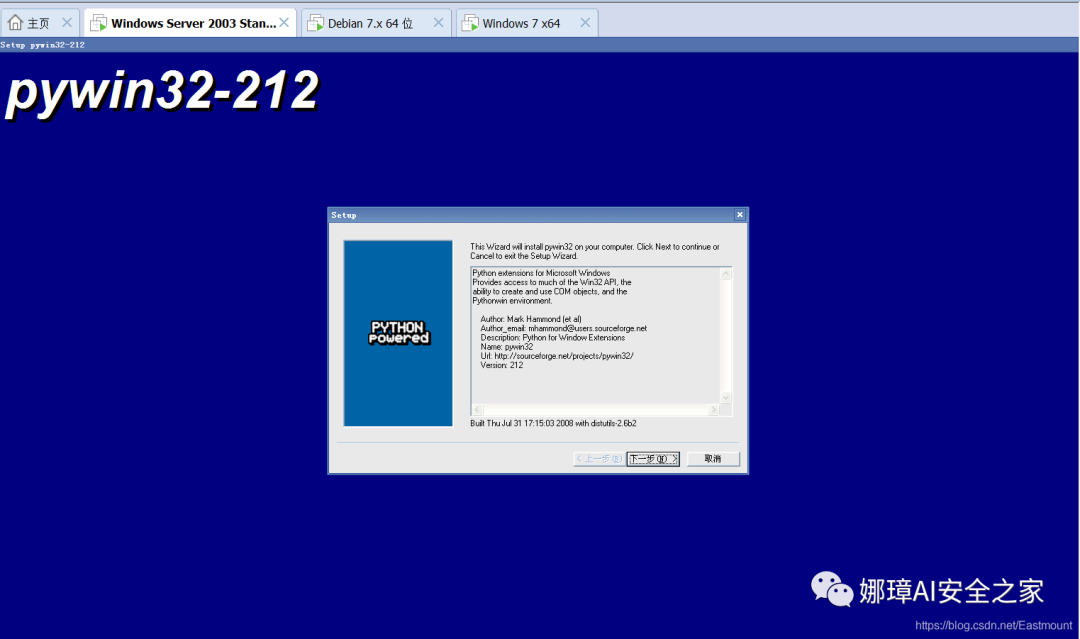 主页
Windows Server 2003 Stan...
Debian 7.x 64 位
Windows 7 x64
Setup pywin32-212
pywin32-212
Setup
This Wizard will install pywin32 on your computer. Click Next to continue or
Cancel to exit the Setup Wizard.
Python extensions for Microsoft Windows
Provides access to much of the Win32 API, the
ability to create and use COM objects, and the
Pythonwin environment.
Author: Mark Hammond (et al)
Author_email: mhammond@users.sourceforge.net
Description: Python for Window Extensions
Name: pywin32
Url: http://sourceforge.net/projects/pywin32/
Version: 212
PYTHON
powered
Built Thu Jul 31 17:15:03 2008 with distutils-2.6b2
<上一步(B)
下一步(N)>
取消
娜璋AI安全之家
https://blog.csdn.net/Eastmount